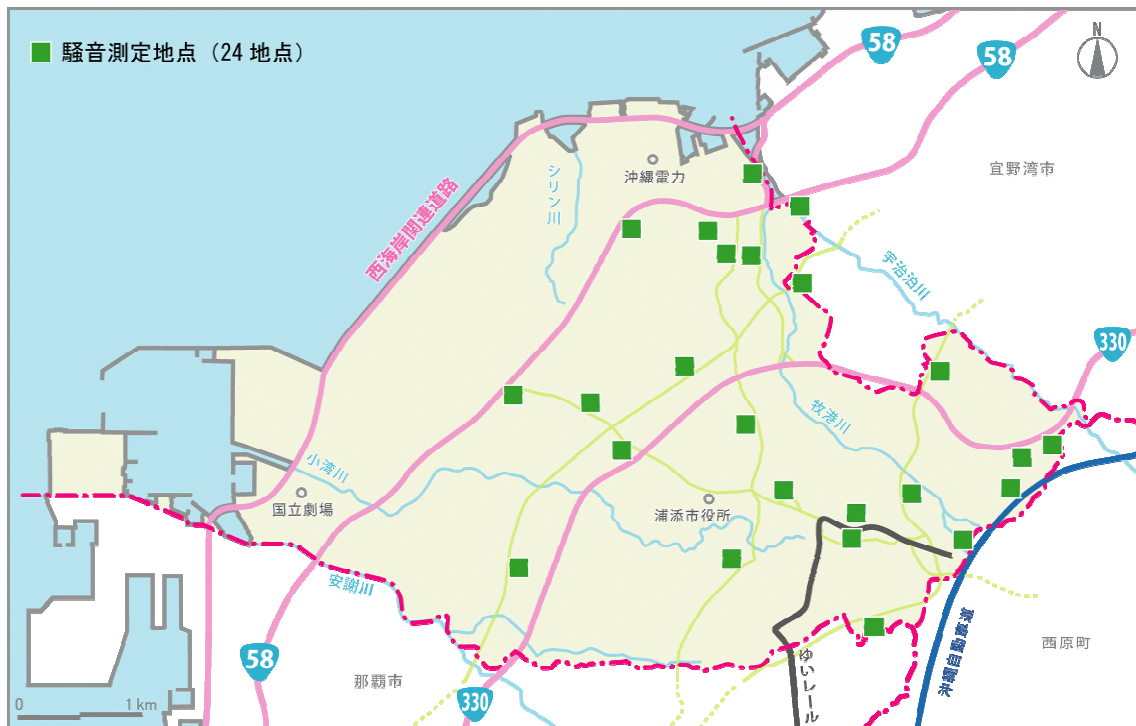 騒音測定地点（24 地点）
58
58
N
宜野湾市
沖縄電力
シリン川
西海岸関連道路
宇治泊川
330
牧港川
小湾川
国立劇場
浦添市役所
安謝川
58
那覇市
330
ゆいレール
沖縄自動車道
西原町
0 1 km